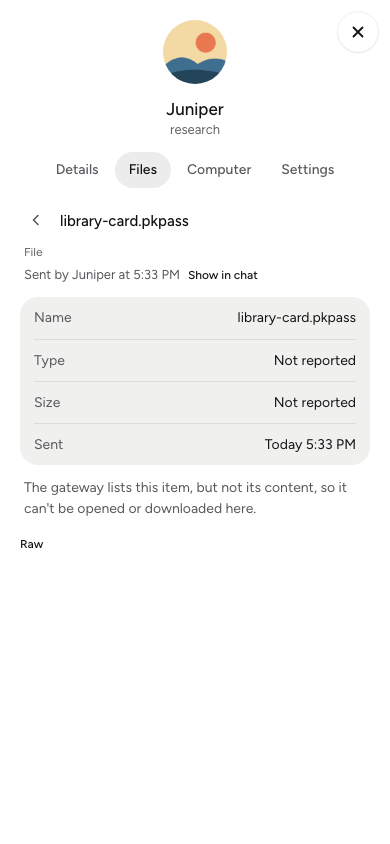 Juniper
research
Details Files Computer Settings
library-card.pkpass
File
Sent by Juniper at 5:33 PM Show in chat
Name library-card.pkpass
Type Not reported
Size Not reported
Sent Today 5:33 PM
The gateway lists this item, but not its content, so it
can't be opened or downloaded here.
Raw